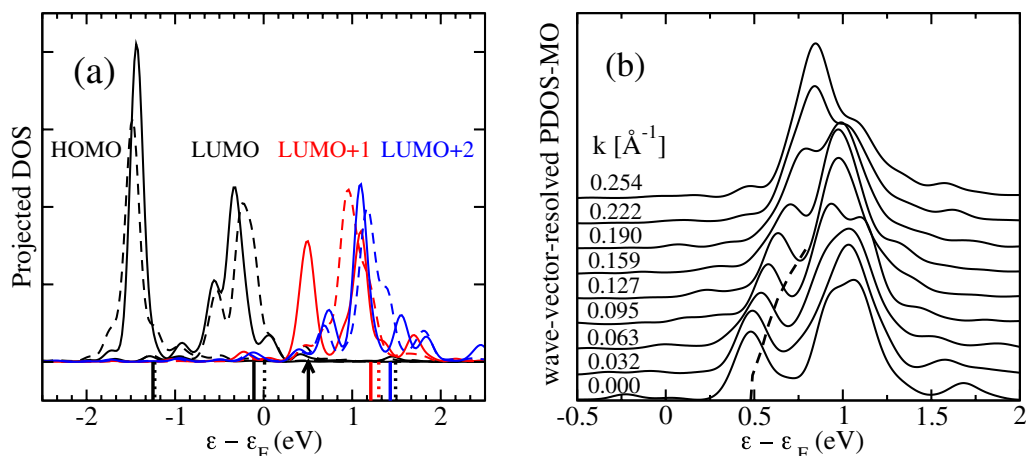 (a)
HOMO LUMO LUMO+1 LUMO+2
Projected DOS
-2 -1 0 1 2
ε − ε_F (eV)
(b)
wave-vector-resolved PDOS-MO
k [Å⁻¹]
0.254
0.222
0.190
0.159
0.127
0.095
0.063
0.032
0.000
-0.5 0 0.5 1 1.5 2
ε − ε_F (eV)